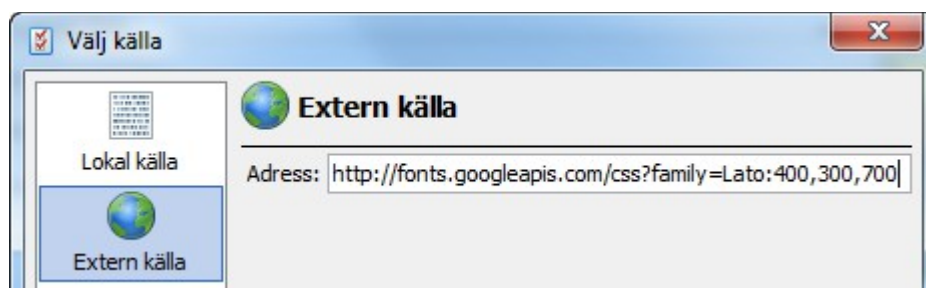 Välj källa
Lokal källa
Extern källa
Extern källa
Adress: http://fonts.googleapis.com/css?family=Lato:400,300,700